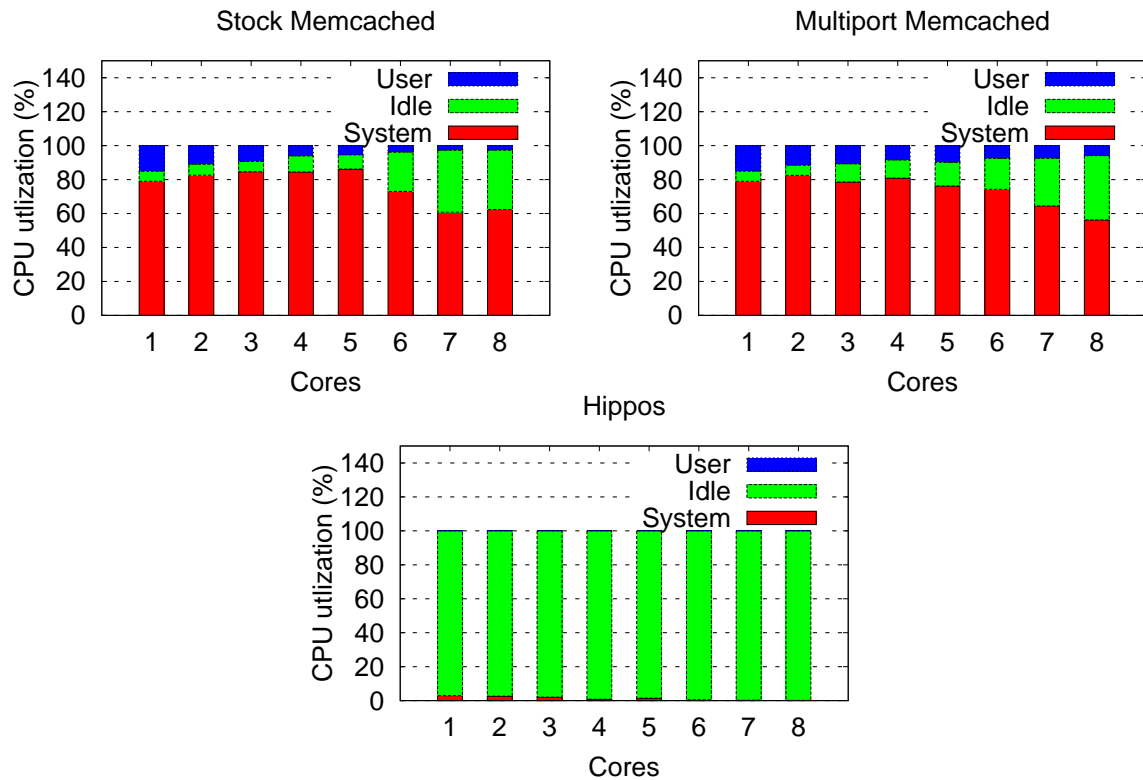 Stock Memcached
CPU utlization (%)
140
120
100
80
60
40
20
0
User
Idle
System
1 2 3 4 5 6 7 8
Cores
Multiport Memcached
CPU utlization (%)
140
120
100
80
60
40
20
0
User
Idle
System
1 2 3 4 5 6 7 8
Cores
Hippos
CPU utlization (%)
140
120
100
80
60
40
20
0
User
Idle
System
1 2 3 4 5 6 7 8
Cores